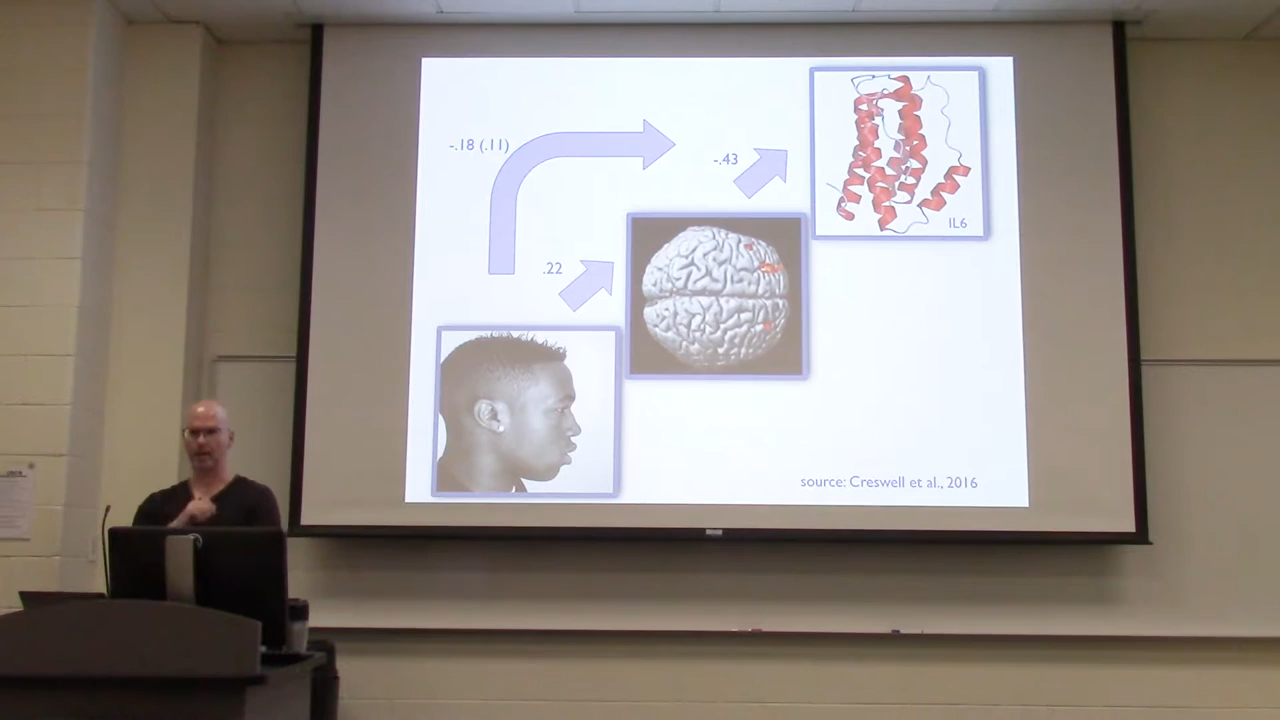 -.18 (.11)
-.43
IL6
.22
source: Creswell et al., 2016